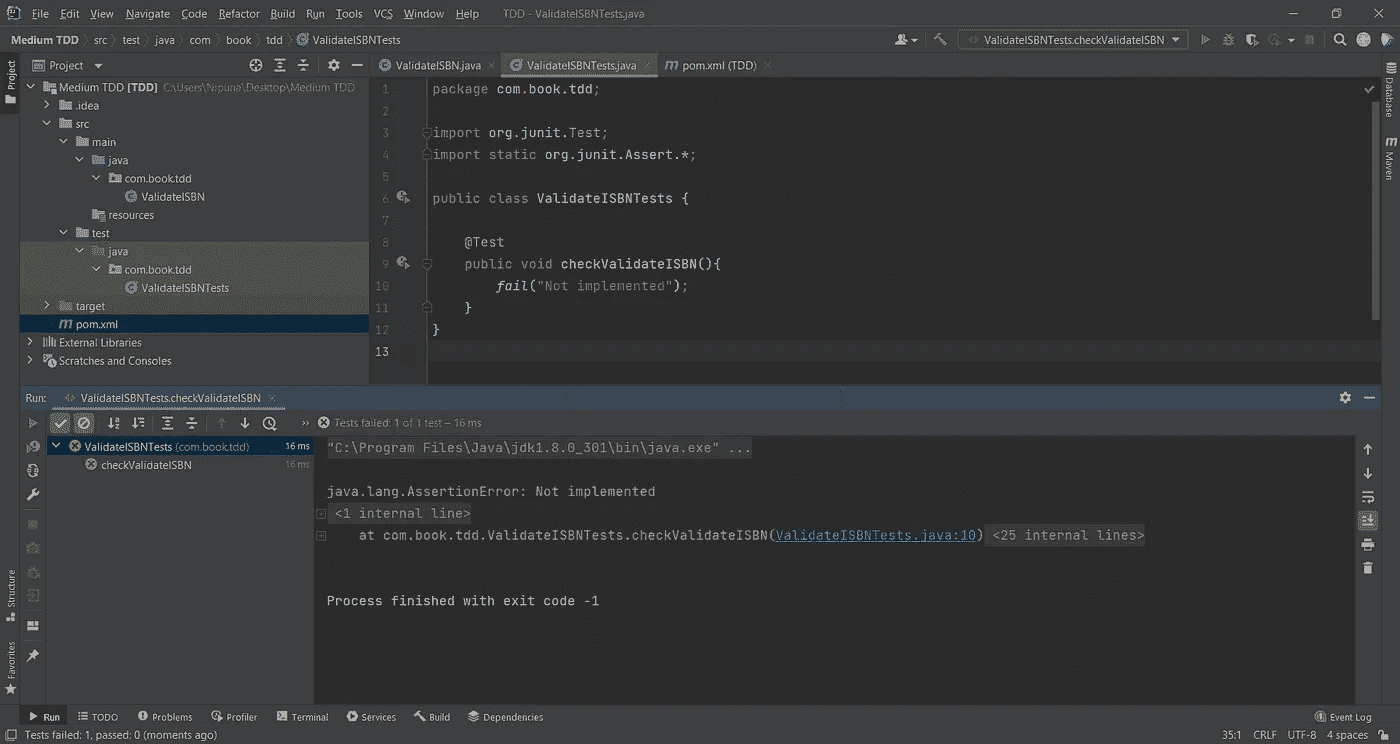 File Edit View Navigate Code Refactor Build Run Tools VCS Window Help TDD - ValidateISBNTests.java
Medium TDD src test java com book tdd ValidateISBNTests ValidateISBNTests.checkValidateISBN
Project
Project
ValidateISBN.java ValidateISBNTests.java pom.xml (TDD)
Medium TDD [TDD] C:\Users\Nipuna\Desktop\Medium TDD
.idea
src
main
java
com.book.tdd
ValidateISBN
resources
test
java
com.book.tdd
ValidateISBNTests
target
pom.xml
External Libraries
Scratches and Consoles
1 package com.book.tdd;
2
3 import org.junit.Test;
4 import static org.junit.Assert.*;
5
6 public class ValidateISBNTests {
7
8 @Test
9 public void checkValidateISBN(){
10 fail("Not implemented");
11 }
12 }
13
Database
Maven
Run: ValidateISBNTests.checkValidateISBN
Tests failed: 1 of 1 test – 16 ms
ValidateISBNTests (com.book.tdd) 16 ms
checkValidateISBN 16 ms
"C:\Program Files\Java\jdk1.8.0_301\bin\java.exe" ...
java.lang.AssertionError: Not implemented
<1 internal line>
at com.book.tdd.ValidateISBNTests.checkValidateISBN(ValidateISBNTests.java:10) <25 internal lines>
Process finished with exit code -1
Structure
Favorites
Run TODO Problems Profiler Terminal Services Build Dependencies Event Log
Tests failed: 1, passed: 0 (moments ago) 35:1 CRLF UTF-8 4 spaces